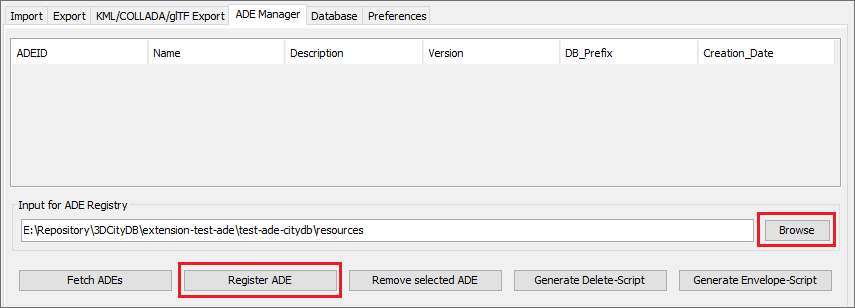 Import Export KML/COLLADA/glTF Export ADE Manager Database Preferences
ADEID Name Description Version DB_Prefix Creation_Date
Input for ADE Registry
E:\Repository\3DCityDB\extension-test-ade\test-ade-citydb\resources Browse
Fetch ADEs Register ADE Remove selected ADE Generate Delete-Script Generate Envelope-Script